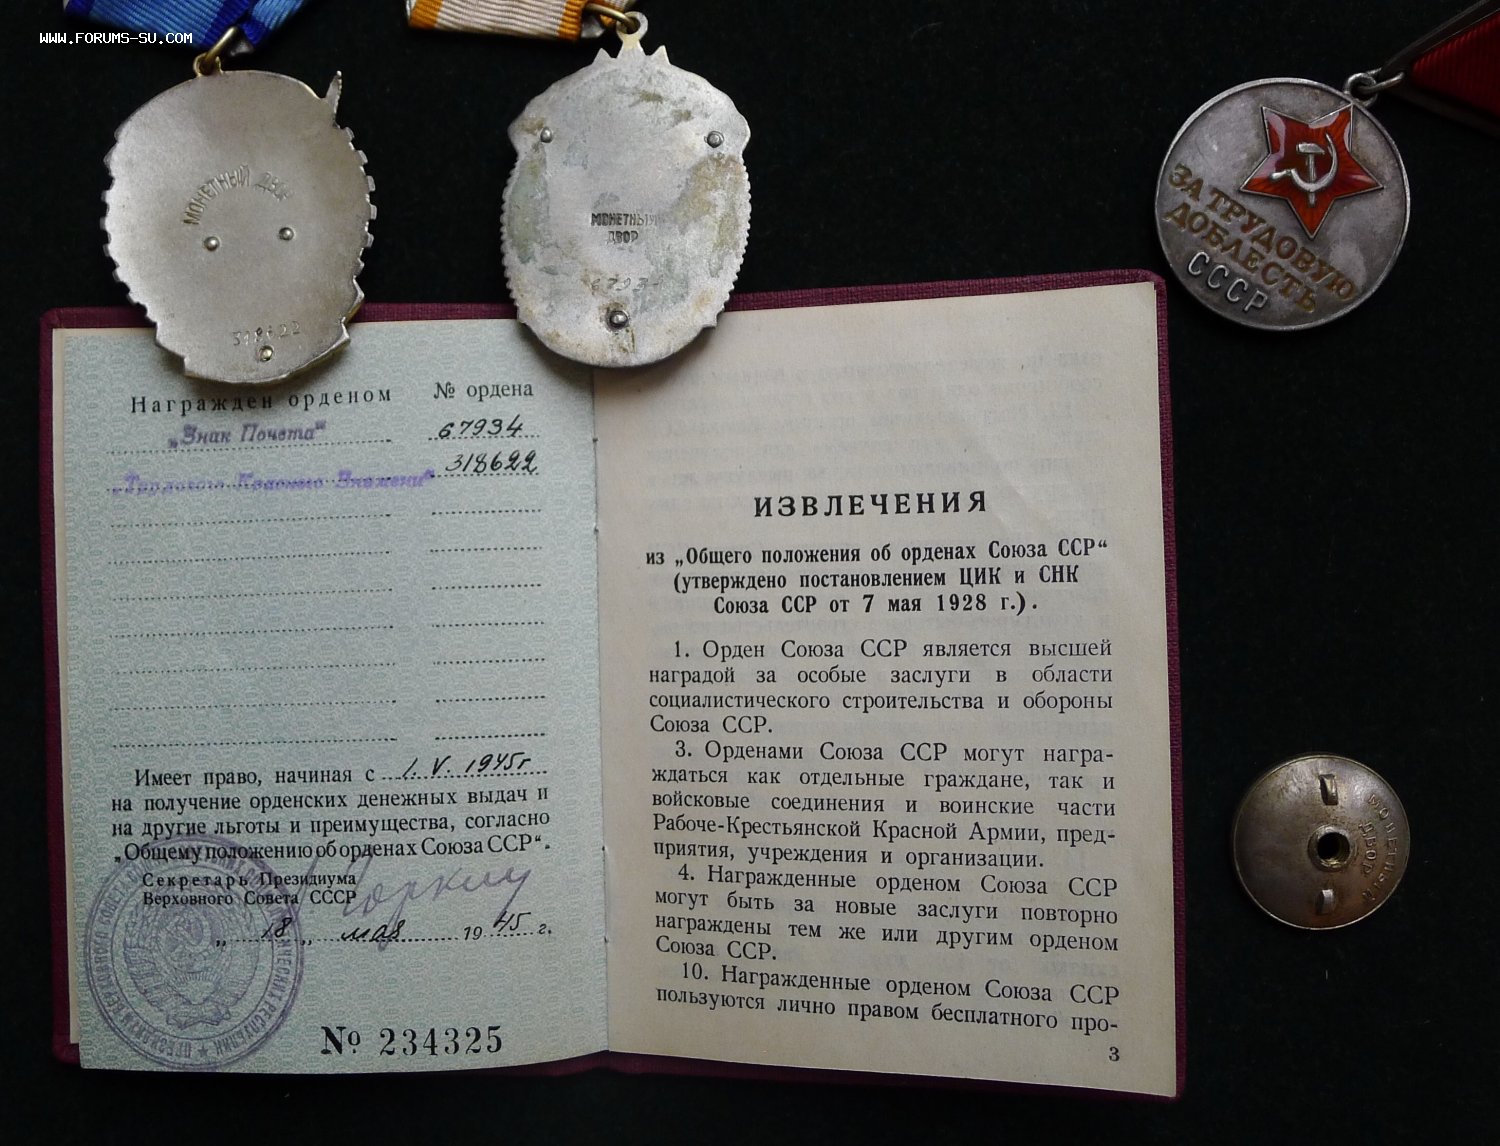 WWW.FORUMS-SU.COM
МОНЕТНЫЙ ДВОР
318622
МОНЕТНЫЙ
ДВОР
67934
ЗА ТРУДОВУЮ
ДОБЛЕСТЬ
СССР
Награжден орденом № ордена
„Знак Почета“ 67934
„Трудового Красного Знамени“ 318622
Имеет право, начиная с 1. V. 1945г
на получение орденских денежных выдач и
на другие льготы и преимущества, согласно
„Общему положению об орденах Союза ССР“.
Секретарь Президиума
Верховного Совета СССР
„18„ мая 1945 г.
№ 234325
ИЗВЛЕЧЕНИЯ
из „Общего положения об орденах Союза ССР“
(утверждено постановлением ЦИК и СНК
Союза ССР от 7 мая 1928 г.).
1. Орден Союза ССР является высшей
наградой за особые заслуги в области
социалистического строительства и обороны
Союза ССР.
3. Орденами Союза ССР могут награ-
ждаться как отдельные граждане, так и
войсковые соединения и воинские части
Рабоче-Крестьянской Красной Армии, пред-
приятия, учреждения и организации.
4. Награжденные орденом Союза ССР
могут быть за новые заслуги повторно
награждены тем же или другим орденом
Союза ССР.
10. Награжденные орденом Союза ССР
пользуются лично правом бесплатного про-
3
МОНЕТНЫЙ
ДВОР